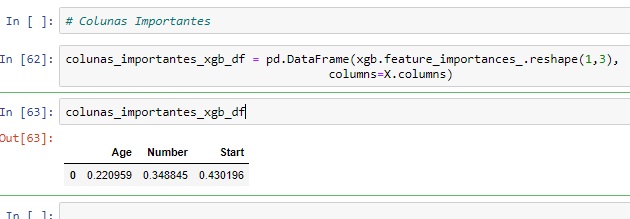 In [ ]: # Colunas Importantes
In [62]: colunas_importantes_xgb_df = pd.DataFrame(xgb.feature_importances_.reshape(1,3),
columns=X.columns)
In [63]: colunas_importantes_xgb_df
Out[63]:
Age Number Start
0 0.220959 0.348845 0.430196
In [ ]: